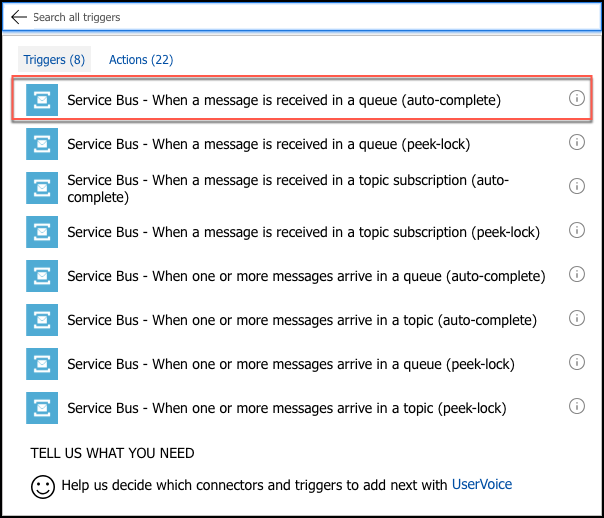 Search all triggers
Triggers (8) Actions (22)
Service Bus - When a message is received in a queue (auto-complete)
Service Bus - When a message is received in a queue (peek-lock)
Service Bus - When a message is received in a topic subscription (auto-
complete)
Service Bus - When a message is received in a topic subscription (peek-lock)
Service Bus - When one or more messages arrive in a queue (auto-complete)
Service Bus - When one or more messages arrive in a topic (auto-complete)
Service Bus - When one or more messages arrive in a queue (peek-lock)
Service Bus - When one or more messages arrive in a topic (peek-lock)
TELL US WHAT YOU NEED
Help us decide which connectors and triggers to add next with UserVoice